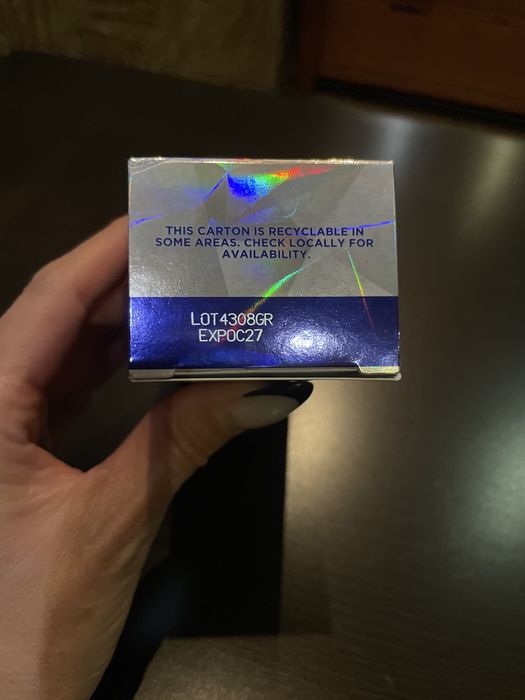 THIS CARTON IS RECYCLABLE IN
SOME AREAS. CHECK LOCALLY FOR
AVAILABILITY.
LOT4308GR
EXPOC27